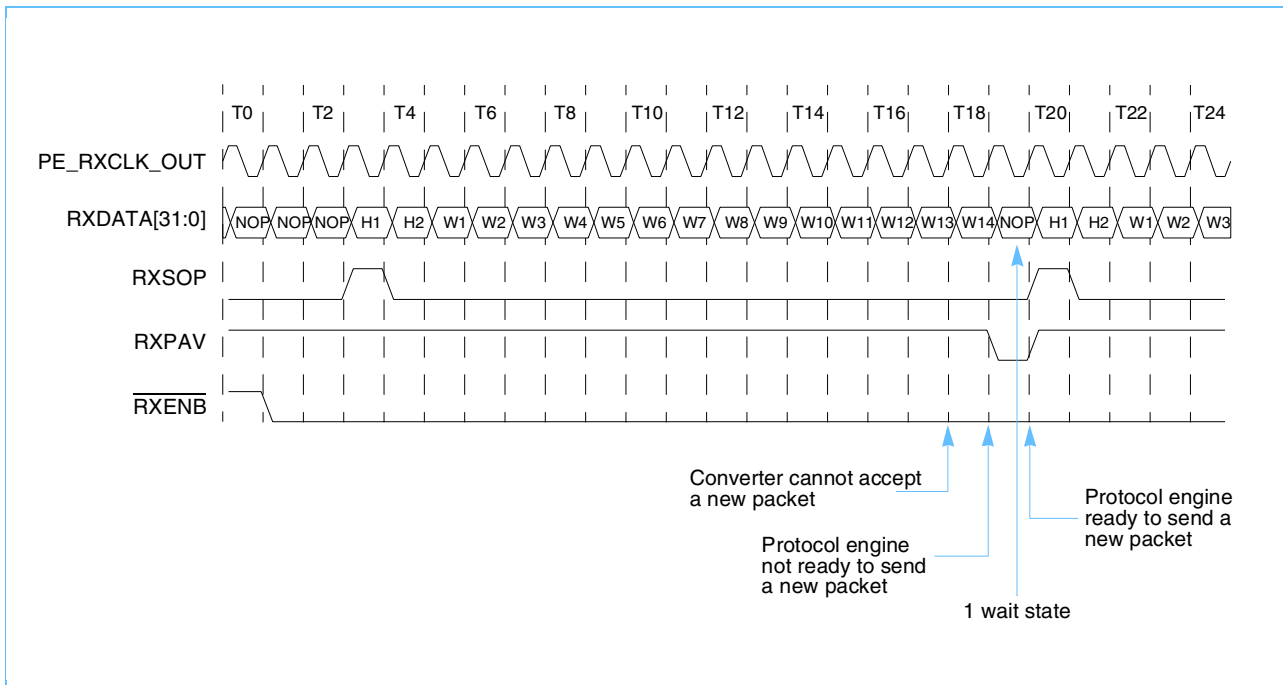 T0 T2 T4 T6 T8 T10 T12 T14 T16 T18 T20 T22 T24
PE_RXCLK_OUT
RXDATA[31:0] NOP NOP NOP H1 H2 W1 W2 W3 W4 W5 W6 W7 W8 W9 W10 W11 W12 W13 W14 NOP H1 H2 W1 W2 W3
RXSOP
RXPAV
RXENB
Converter cannot accept
a new packet
Protocol engine
ready to send a
new packet
Protocol engine
not ready to send
a new packet
1 wait state